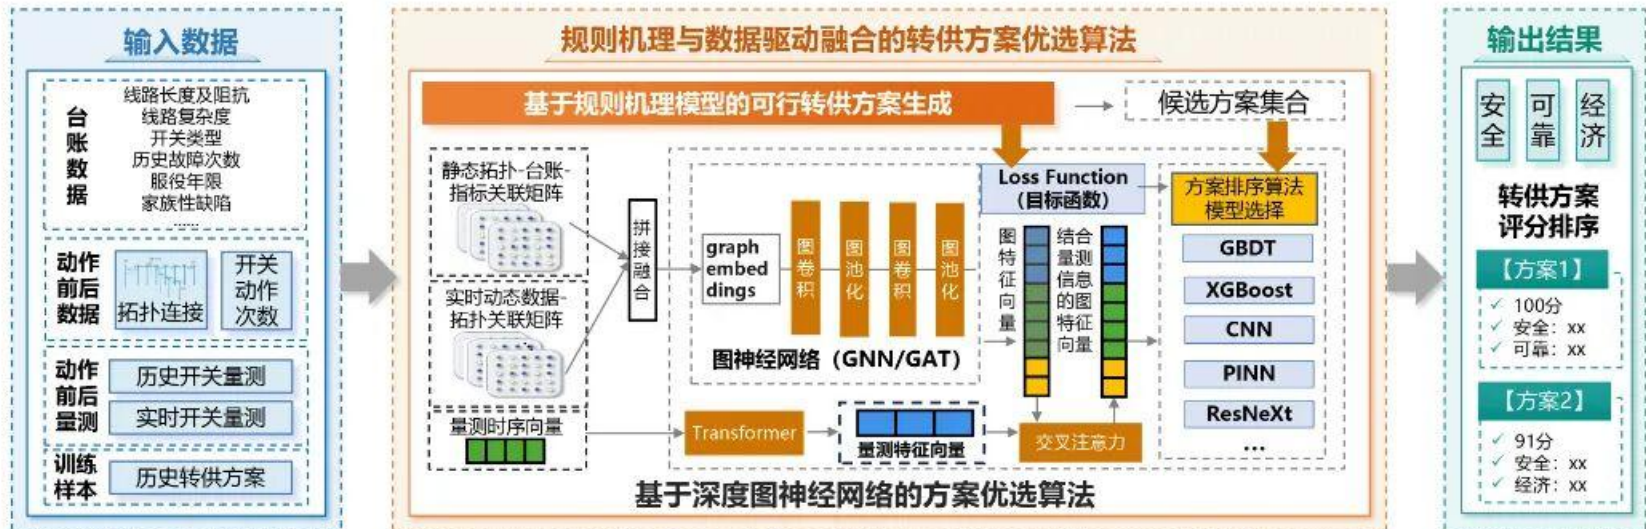 输入数据
台账数据
线路长度及阻抗
线路复杂度
开关类型
历史故障次数
服役年限
家族性缺陷
......
动作前后数据
拓扑连接
开关动作次数
动作前后量测
历史开关量测
实时开关量测
训练样本
历史转供方案
规则机理与数据驱动融合的转供方案优选算法
基于规则机理模型的可行转供方案生成
候选方案集合
静态拓扑-台账-
指标关联矩阵
实时动态数据-
拓扑关联矩阵
量测时序向量
拼接融合
graph
embed
dings
图卷积
图池化
图卷积
图池化
图神经网络（GNN/GAT）
Transformer
量测特征向量
交叉注意力
Loss Function
（目标函数）
图特征向量
结合量测信息的图特征向量
方案排序算法
模型选择
GBDT
XGBoost
CNN
PINN
ResNeXt
...
基于深度图神经网络的方案优选算法
输出结果
安全
可靠
经济
转供方案
评分排序
【方案1】
✓ 100分
✓ 安全：xx
✓ 可靠：xx
【方案2】
✓ 91分
✓ 安全：xx
✓ 经济：xx